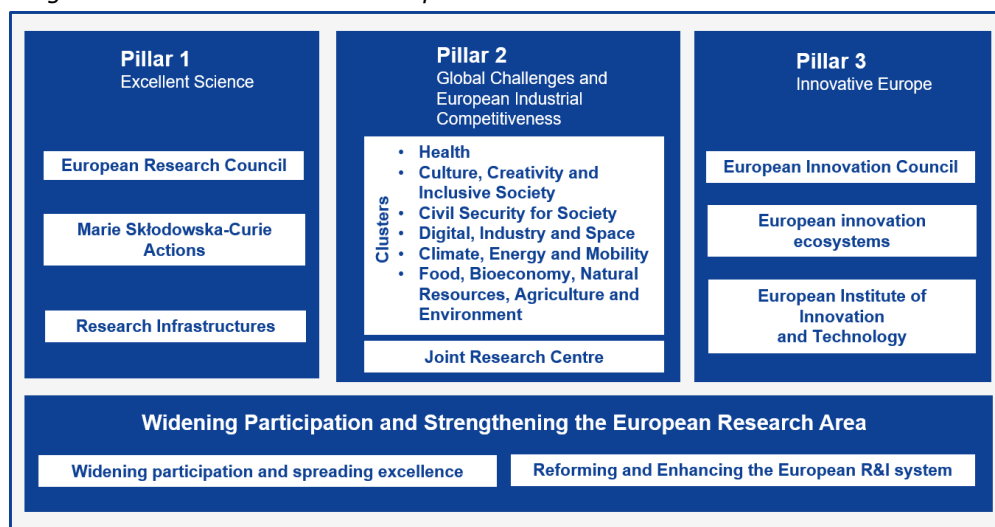 Pillar 1
Excellent Science
European Research Council
Marie Skłodowska-Curie
Actions
Research Infrastructures
Pillar 2
Global Challenges and
European Industrial
Competitiveness
Clusters
• Health
• Culture, Creativity and
Inclusive Society
• Civil Security for Society
• Digital, Industry and Space
• Climate, Energy and Mobility
• Food, Bioeconomy, Natural
Resources, Agriculture and
Environment
Joint Research Centre
Pillar 3
Innovative Europe
European Innovation Council
European innovation
ecosystems
European Institute of
Innovation
and Technology
Widening Participation and Strengthening the European Research Area
Widening participation and spreading excellence
Reforming and Enhancing the European R&I system